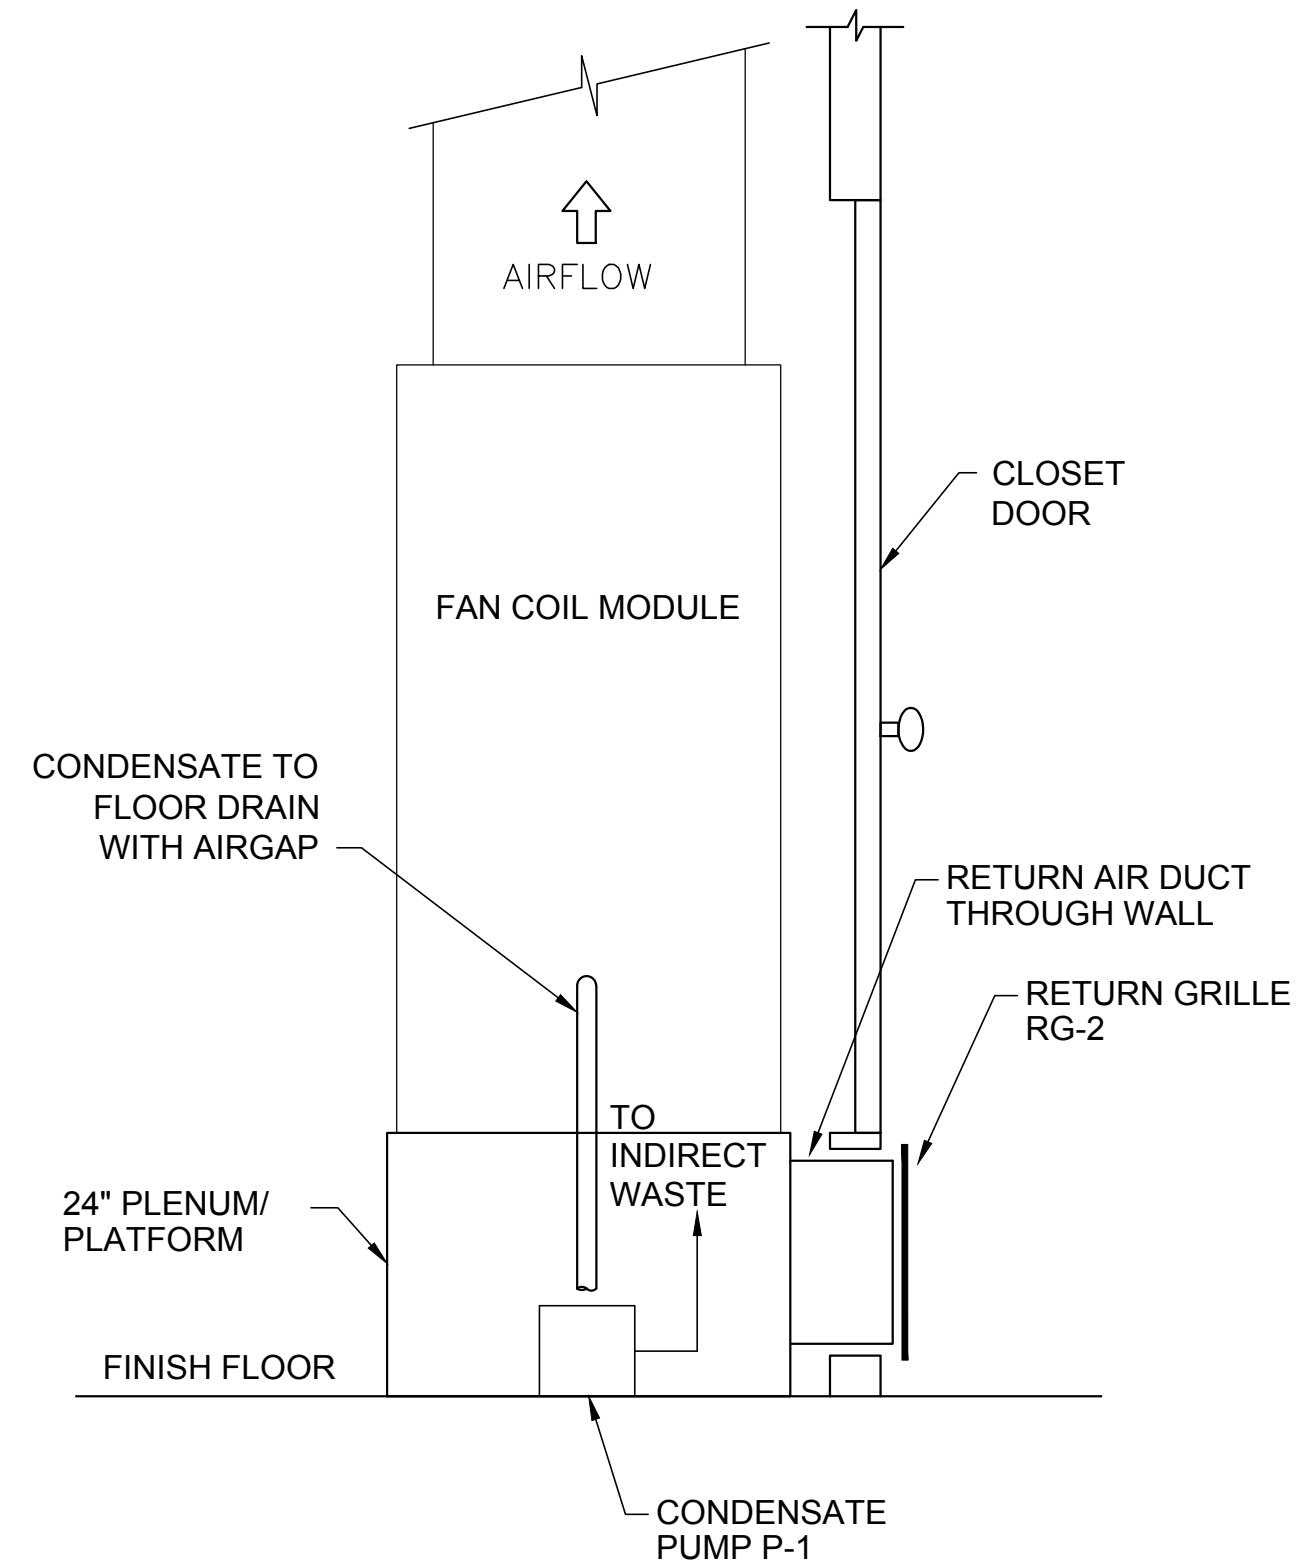 AIRFLOW
CLOSET
DOOR
FAN COIL MODULE
CONDENSATE TO
FLOOR DRAIN
WITH AIRGAP
RETURN AIR DUCT
THROUGH WALL
RETURN GRILLE
RG-2
TO
INDIRECT
WASTE
24" PLENUM/
PLATFORM
FINISH FLOOR
CONDENSATE
PUMP P-1